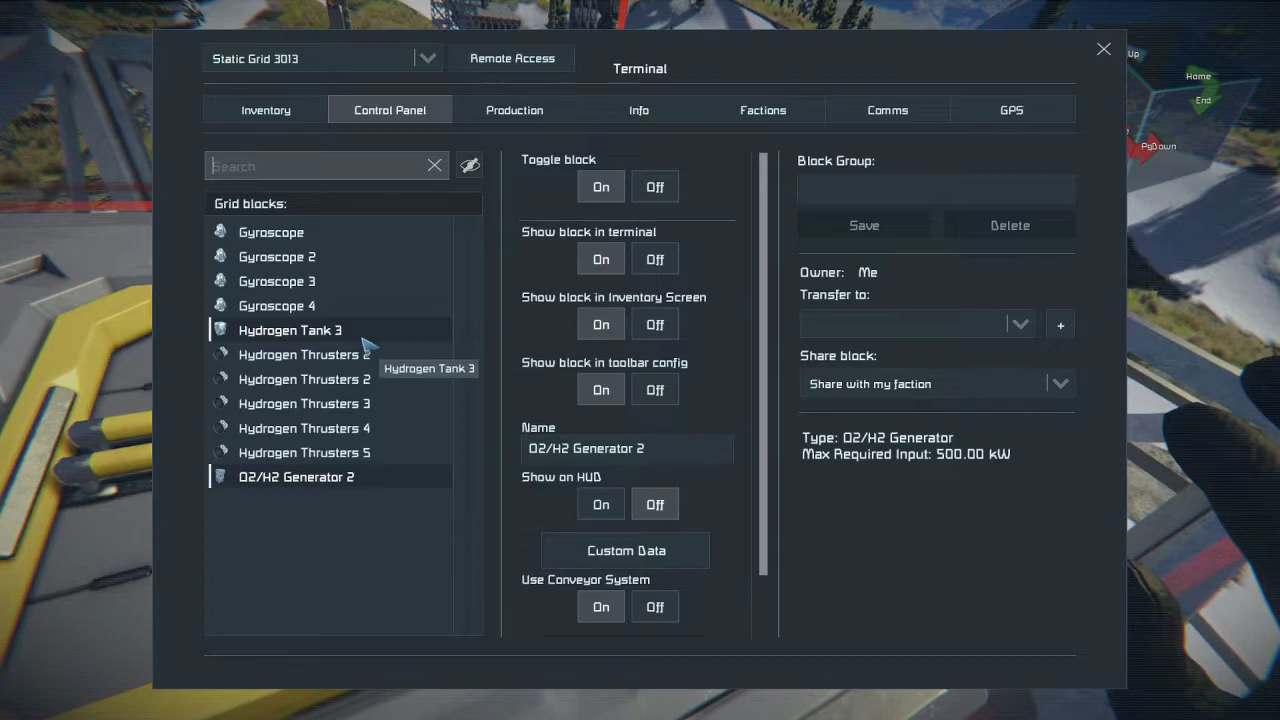 Static Grid 3013
Remote Access
Terminal
Up
Home
End
PgDown
Inventory
Control Panel
Production
Info
Factions
Comms
GPS
Search
Grid blocks:
Gyroscope
Gyroscope 2
Gyroscope 3
Gyroscope 4
Hydrogen Tank 3
Hydrogen Thrusters 2
Hydrogen Thrusters 2
Hydrogen Thrusters 3
Hydrogen Thrusters 4
Hydrogen Thrusters 5
O2/H2 Generator 2
Hydrogen Tank 3
Toggle block
On Off
Show block in terminal
On Off
Show block in Inventory Screen
On Off
Show block in toolbar config
On Off
Name
O2/H2 Generator 2
Show on HUD
On Off
Custom Data
Use Conveyor System
On Off
Block Group:
Save
Delete
Owner: Me
Transfer to:
+
Share block:
Share with my faction
Type: O2/H2 Generator
Max Required Input: 500.00 kW